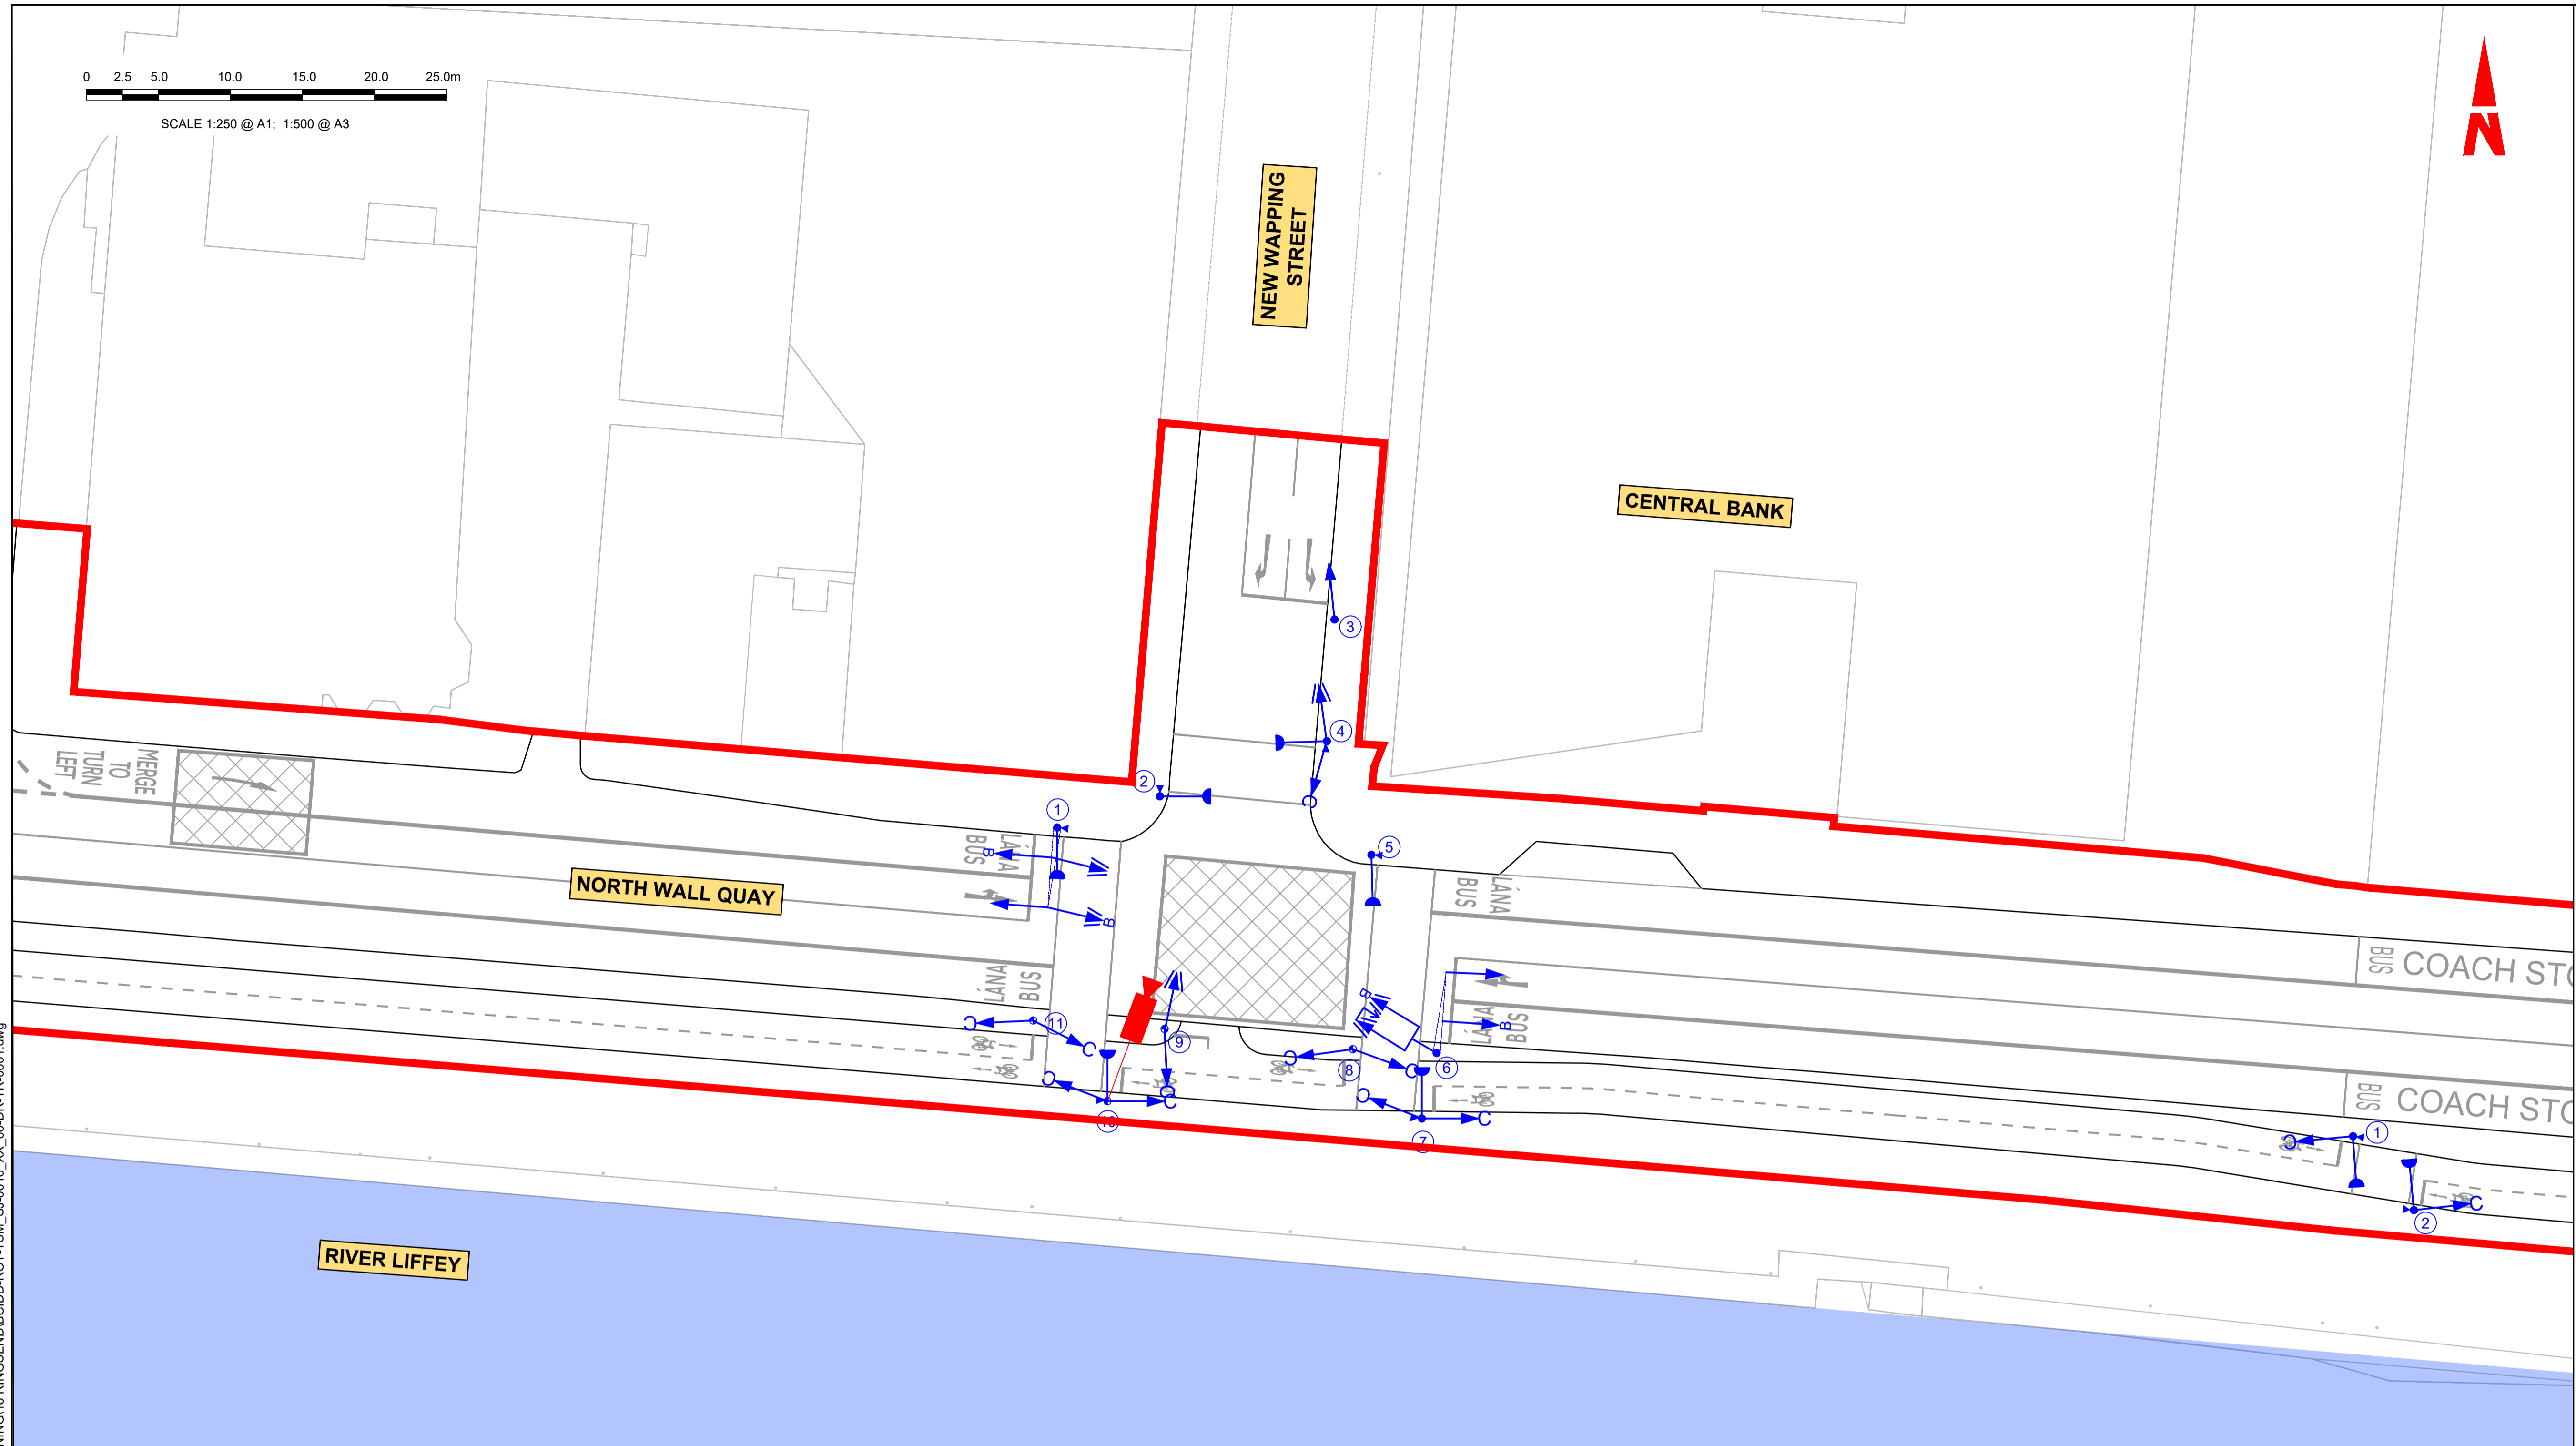 0 2.5 5.0 10.0 15.0 20.0 25.0m
SCALE 1:250 @ A1; 1:500 @ A3
N
NEW WAPPING
STREET
CENTRAL BANK
3
4
C
2
1
5
MERGE
TO
TURN
LEFT
LÁNA
BUS
B
B
NORTH WALL QUAY
LÁNA
BUS
BUS
COACH STO
LÁNA
BUS
B
LÁNA
BUS
B
C
11
C
9
C
8
C
6
C
10
C
C
C
7
C
BUS
COACH STO
C
1
C
2
RIVER LIFFEY